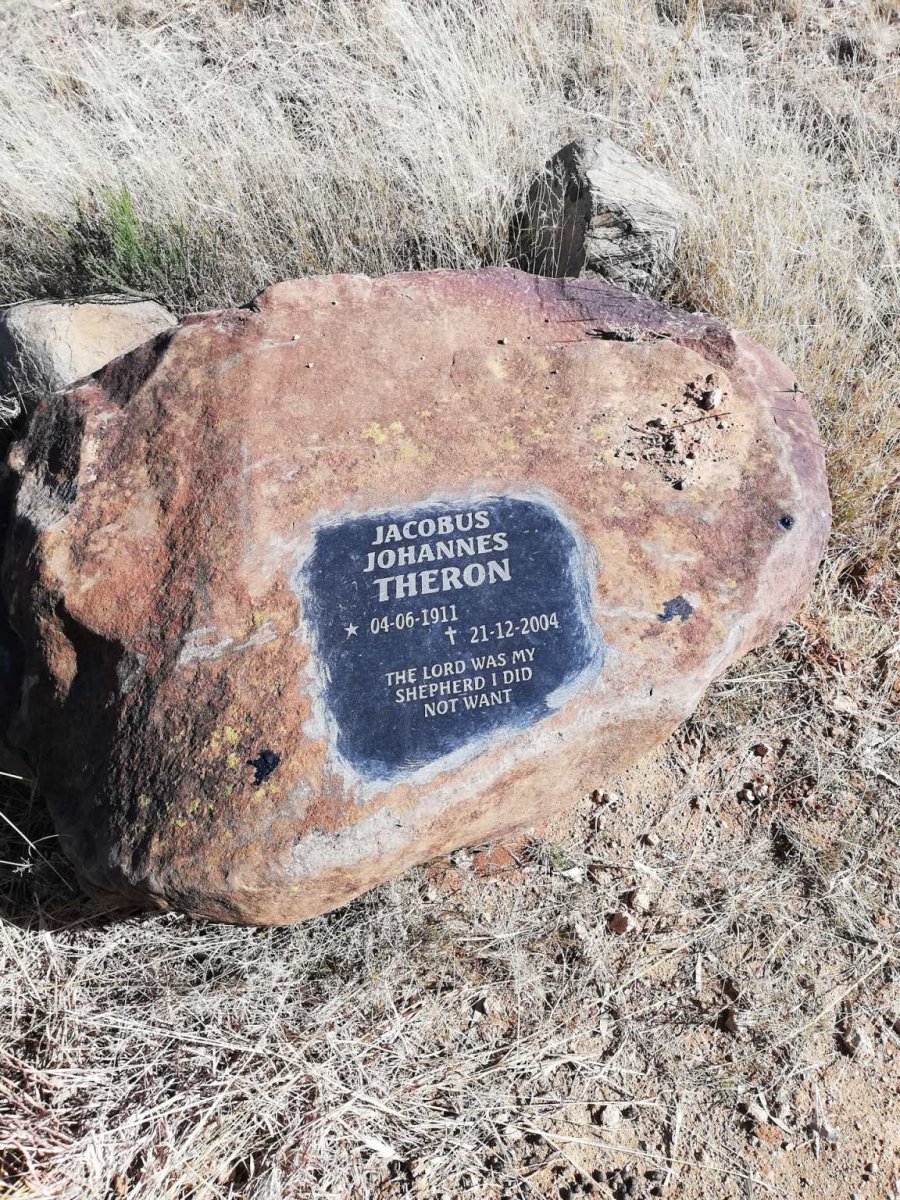 JACOBUS
JOHANNES
THERON
★ 04-06-1911
✝ 21-12-2004
THE LORD WAS MY
SHEPHERD I DID
NOT WANT